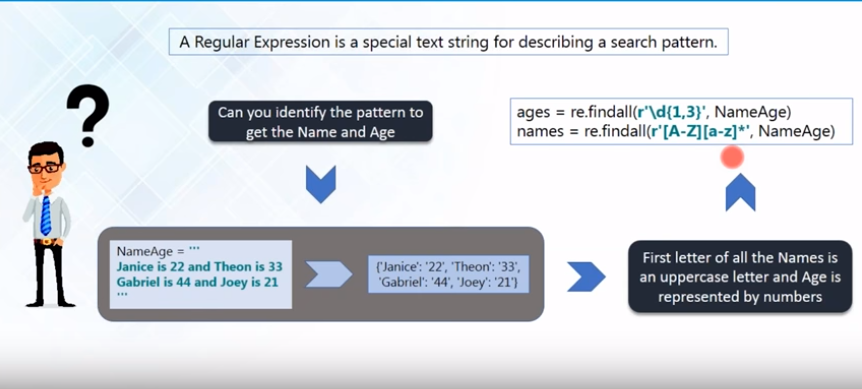 A Regular Expression is a special text string for describing a search pattern.
?
Can you identify the pattern to
get the Name and Age
ages = re.findall(r'\d{1,3}', NameAge)
names = re.findall(r'[A-Z][a-z]*', NameAge)
NameAge = '''
Janice is 22 and Theon is 33
Gabriel is 44 and Joey is 21
'''
{'Janice': '22', 'Theon': '33',
'Gabriel': '44', 'Joey': '21'}
First letter of all the Names is
an uppercase letter and Age is
represented by numbers